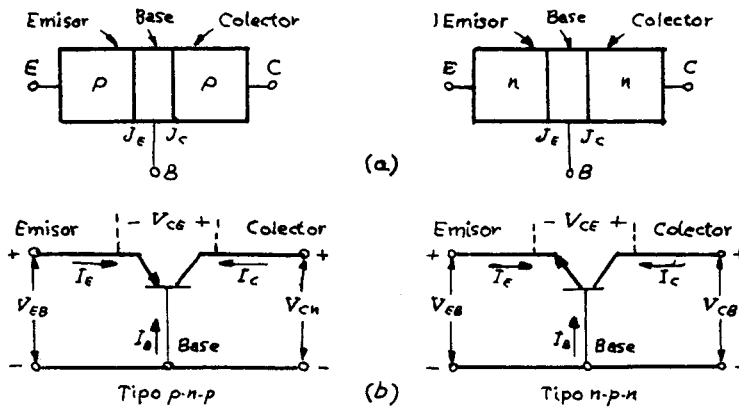 Emisor Base Colector
E p p C
J_E J_C
B
]Emisor Base Colector
E n n C
J_E J_C
B
(a)
Emisor - V_CE + Colector
+ I_E I_C +
V_EB V_Cn
I_B Base
- -
Tipo p-n-p
Emisor - V_CE + Colector
+ I_E I_C +
V_EB V_CB
I_B Base
- -
Tipo n-p-n
(b)